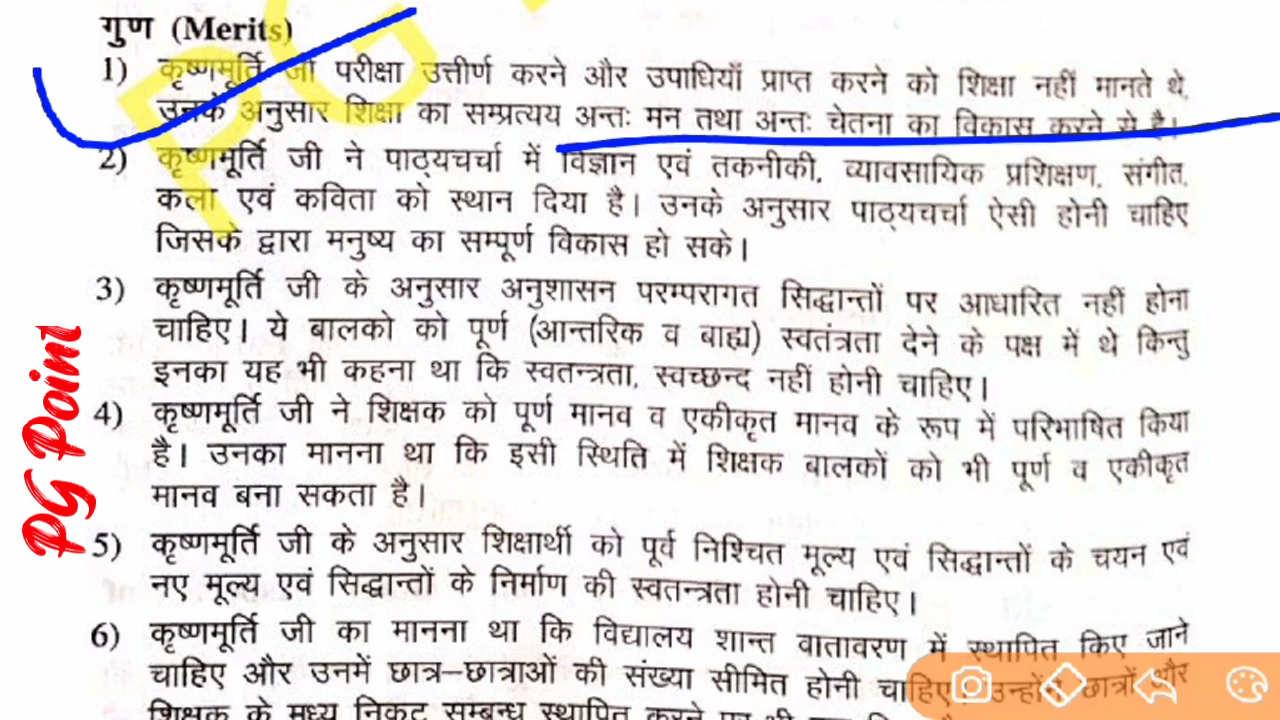 गुण (Merits)
1) कृष्णमूर्ति जी परीक्षा उत्तीर्ण करने और उपाधियाँ प्राप्त करने को शिक्षा नहीं मानते थे,
उनके अनुसार शिक्षा का सम्प्रत्यय अन्तः मन तथा अन्तः चेतना का विकास करने से है।
2) कृष्णमूर्ति जी ने पाठ्यचर्चा में विज्ञान एवं तकनीकी, व्यावसायिक प्रशिक्षण, संगीत,
कला एवं कविता को स्थान दिया है। उनके अनुसार पाठ्यचर्चा ऐसी होनी चाहिए
जिसके द्वारा मनुष्य का सम्पूर्ण विकास हो सके।
3) कृष्णमूर्ति जी के अनुसार अनुशासन परम्परागत सिद्धान्तों पर आधारित नहीं होना
चाहिए। ये बालको को पूर्ण (आन्तरिक व बाह्य) स्वतंत्रता देने के पक्ष में थे किन्तु
इनका यह भी कहना था कि स्वतन्त्रता, स्वच्छन्द नहीं होनी चाहिए।
4) कृष्णमूर्ति जी ने शिक्षक को पूर्ण मानव व एकीकृत मानव के रूप में परिभाषित किया
है। उनका मानना था कि इसी स्थिति में शिक्षक बालकों को भी पूर्ण व एकीकृत
मानव बना सकता है।
5) कृष्णमूर्ति जी के अनुसार शिक्षार्थी को पूर्व निश्चित मूल्य एवं सिद्धान्तों के चयन एवं
नए मूल्य एवं सिद्धान्तों के निर्माण की स्वतन्त्रता होनी चाहिए।
6) कृष्णमूर्ति जी का मानना था कि विद्यालय शान्त वातावरण में स्थापित किए जाने
चाहिए और उनमें छात्र–छात्राओं की संख्या सीमित होनी चाहिए। उन्होंने छात्रों और
शिक्षक के मध्य निकट सम्बन्ध स्थापित करने पर भी
PG Point